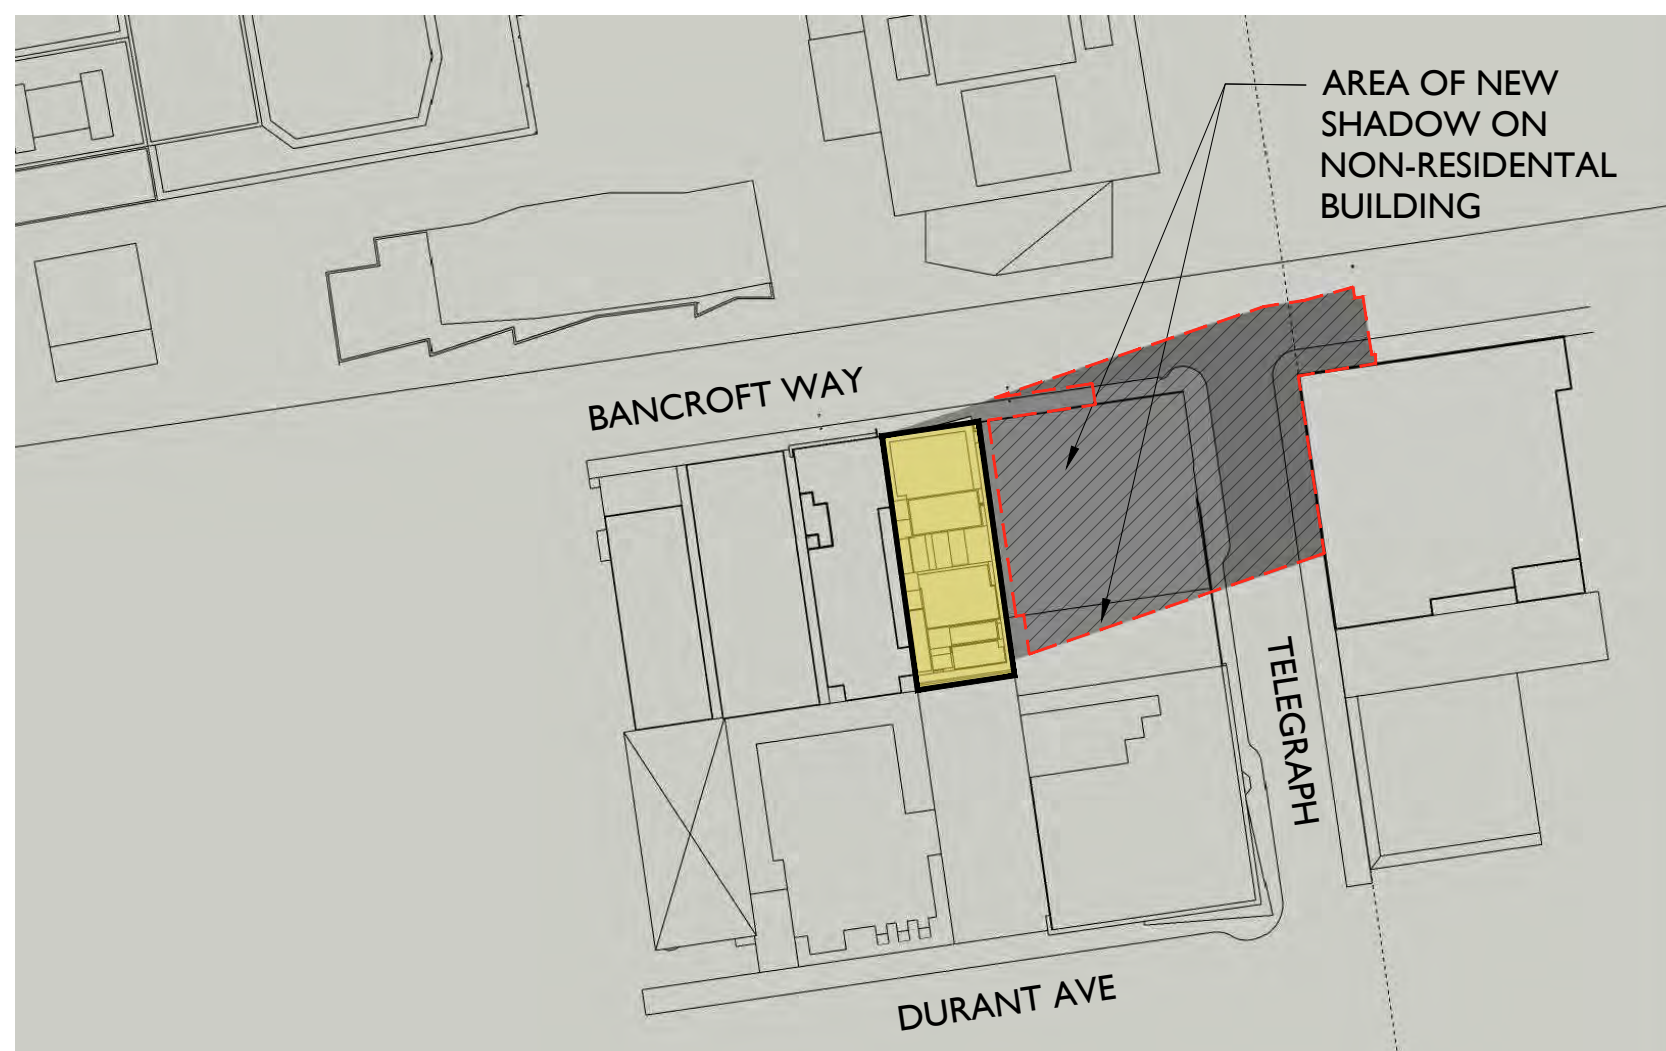 AREA OF NEW
SHADOW ON
NON-RESIDENTAL
BUILDING
BANCROFT WAY
TELEGRAPH
DURANT AVE